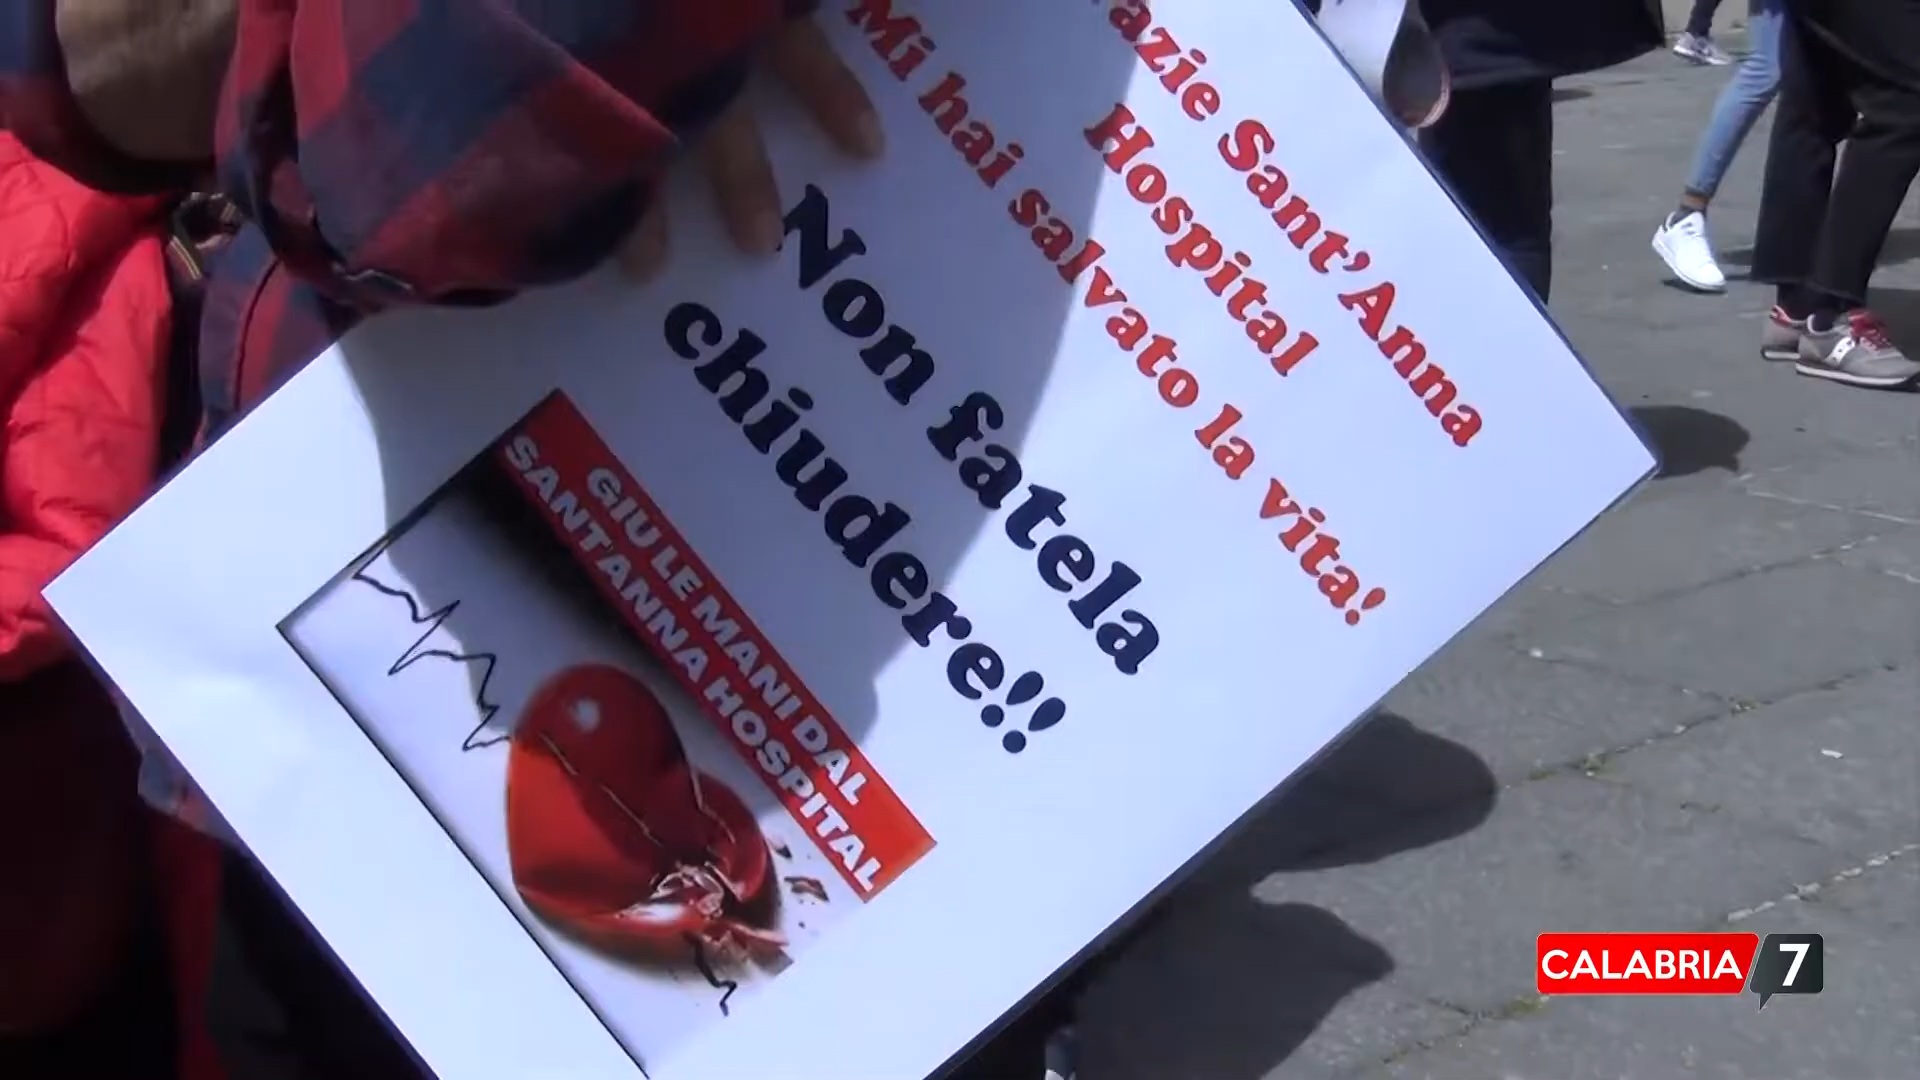 azie Sant'Anna
Hospital
Mi hai salvato la vita!
Non fatela
chiudere!!
GIU LE MANI DAL
SANT'ANNA HOSPITAL
CALABRIA 7